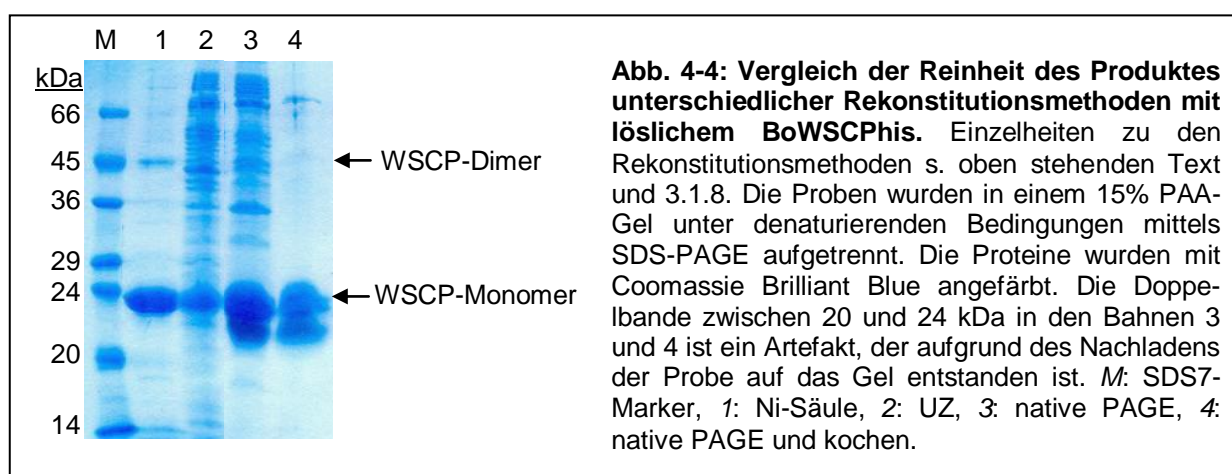 M 1 2 3 4
kDa
66
45
36
29
24
20
14
WSCP-Dimer
WSCP-Monomer
Abb. 4-4: Vergleich der Reinheit des Produktes
unterschiedlicher Rekonstitutionsmethoden mit
löslichem BoWSCPhis. Einzelheiten zu den
Rekonstitutionsmethoden s. oben stehenden Text
und 3.1.8. Die Proben wurden in einem 15% PAA-
Gel unter denaturierenden Bedingungen mittels
SDS-PAGE aufgetrennt. Die Proteine wurden mit
Coomassie Brilliant Blue angefärbt. Die Doppe-
lbande zwischen 20 und 24 kDa in den Bahnen 3
und 4 ist ein Artefakt, der aufgrund des Nachladens
der Probe auf das Gel entstanden ist. M: SDS7-
Marker, 1: Ni-Säule, 2: UZ, 3: native PAGE, 4:
native PAGE und kochen.